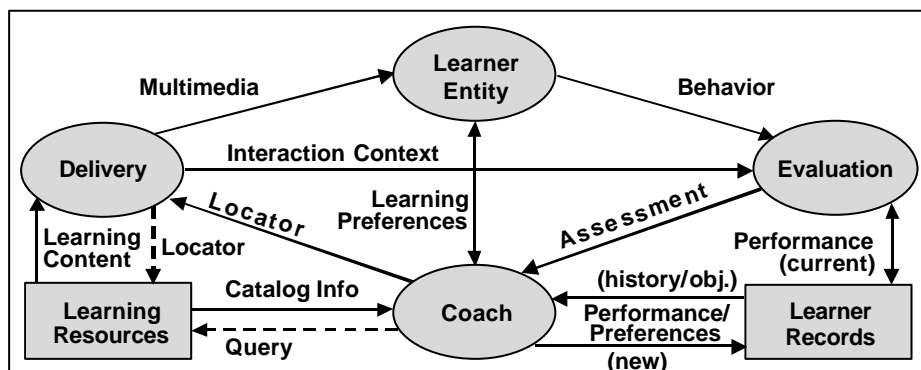 Learner
Entity
Multimedia
Behavior
Delivery
Interaction Context
Evaluation
Learning
Preferences
Locator
Assessment
Learning
Content
Locator
Performance
(current)
Learning
Resources
Catalog Info
Query
Coach
(history/obj.)
Performance/
Preferences
(new)
Learner
Records